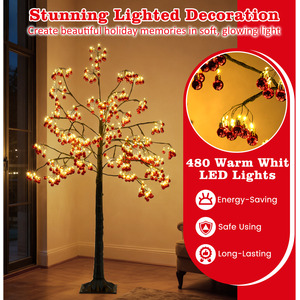 Stunning Lighted Decoration
Create beautiful holiday memories in soft, glowing light
480 Warm Whit
LED Lights
Energy-Saving
Safe Using
Long-Lasting